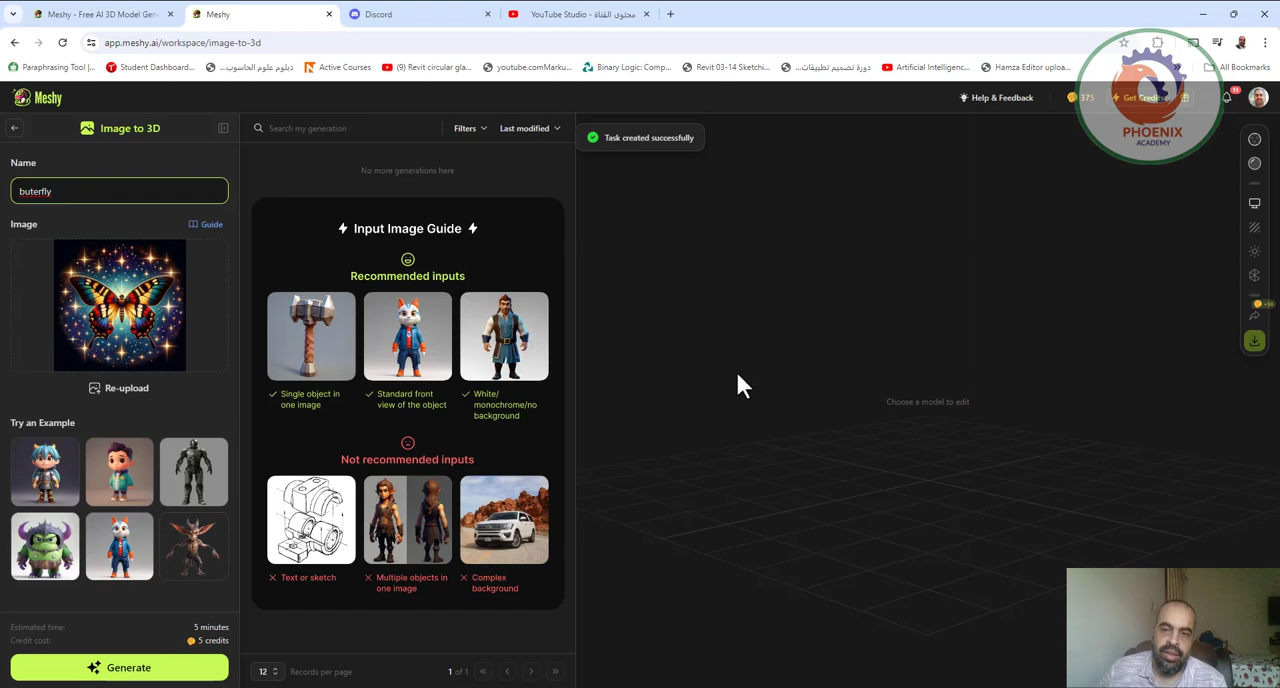 Meshy - Free AI 3D Model Gen
Meshy
Discord
محتوى القناة - YouTube Studio
app.meshy.ai/workspace/image-to-3d
Paraphrasing Tool |...
Student Dashboard...
دبلوم علوم الحاسوب...
Active Courses
(9) Revit cutar gla...
youtube.comMarku...
Binary Logic: Comp...
Revit 03-14 Sketchi...
دورة تصميم تطبيقات...
Artificial Intelligenc...
Hamza Editor uploa...
All Bookmarks
Meshy
Help & Feedback
375
Get Credits
11
PHOENIX
ACADEMY
Image to 3D
Search my generation
Filters
Last modified
Task created successfully
Name
buterfly
Image
Guide
Re-upload
Try an Example
Estimated time:
5 minutes
Credit cost:
5 credits
Generate
No more generations here
Input Image Guide
Recommended inputs
Single object in
one image
Standard front
view of the object
White/
monochrome/no
background
Not recommended inputs
Text or sketch
Multiple objects in
one image
Complex
background
12
Records per page
1 of 1
Choose a model to edit